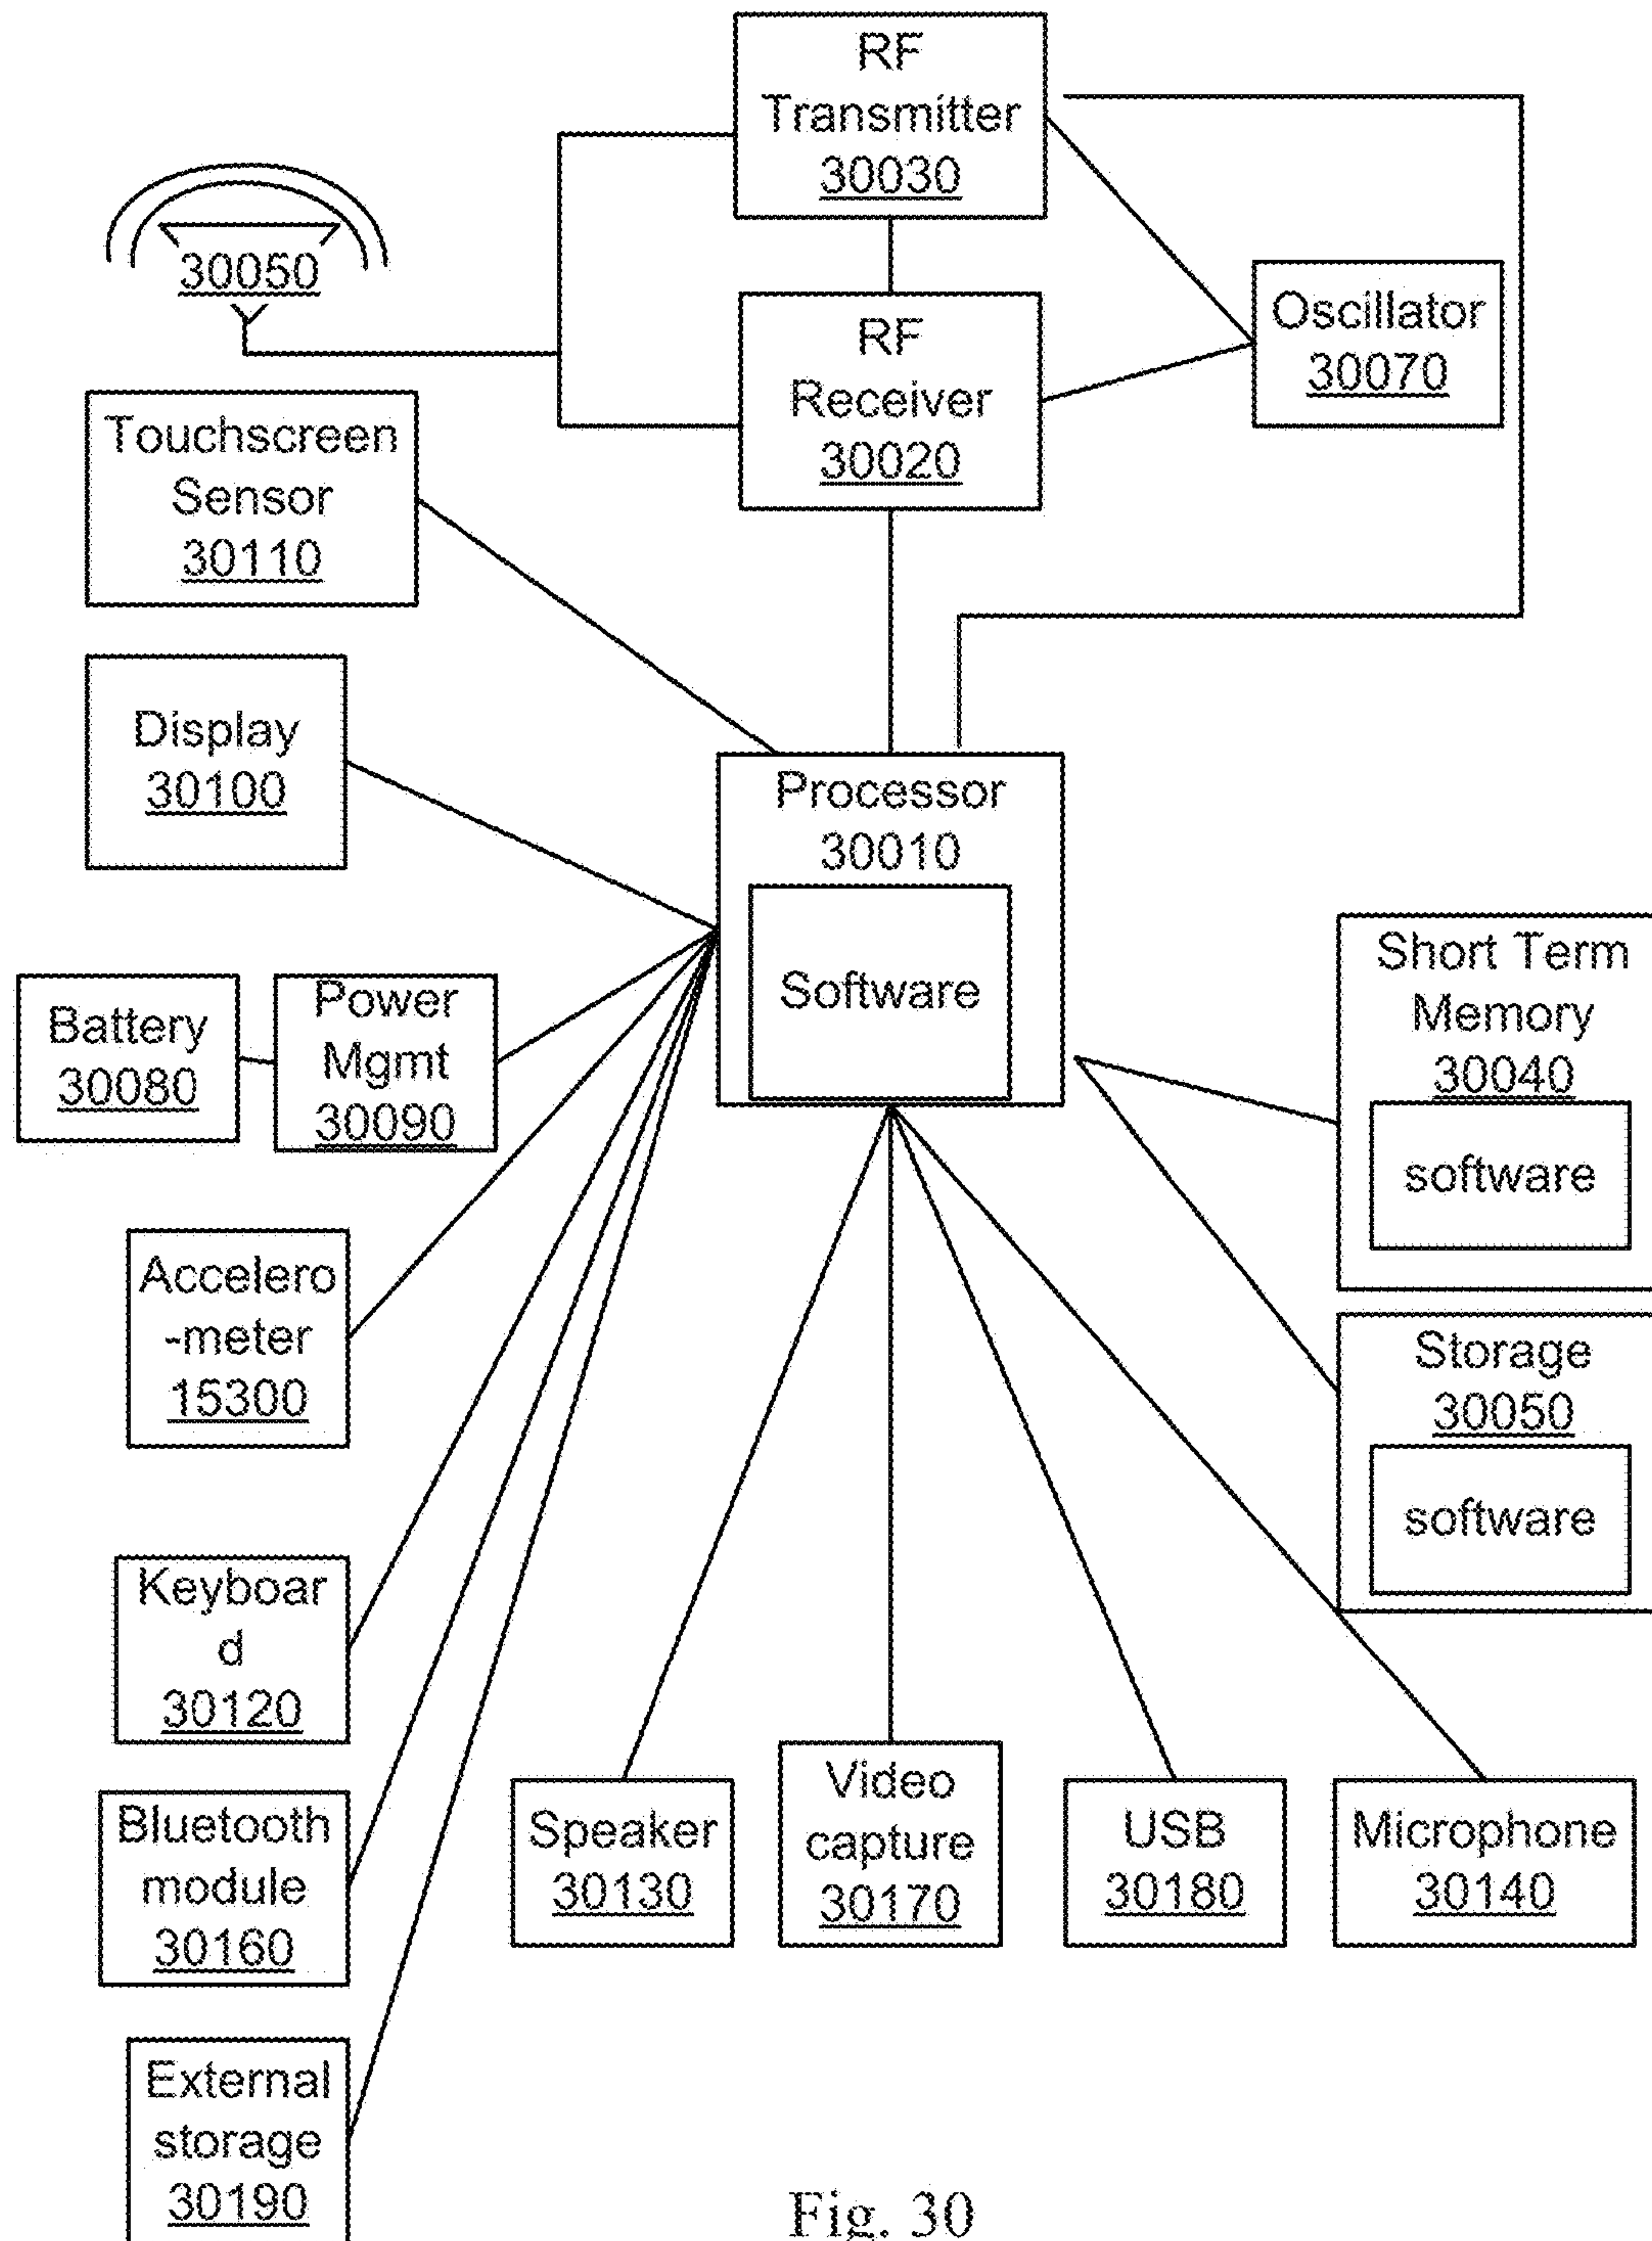 RF
Transmitter
30030
30050
RF
Receiver
30020
Oscillator
30070
Touchscreen
Sensor
30110
Display
30100
Processor
30010
Software
Short Term
Memory
30040
software
Battery
30080
Power
Mgmt
30090
Accelero
-meter
15300
Storage
30050
software
Keyboar
d
30120
Bluetooth
module
30160
Speaker
30130
Video
capture
30170
USB
30180
Microphone
30140
External
storage
30190
Fig. 30